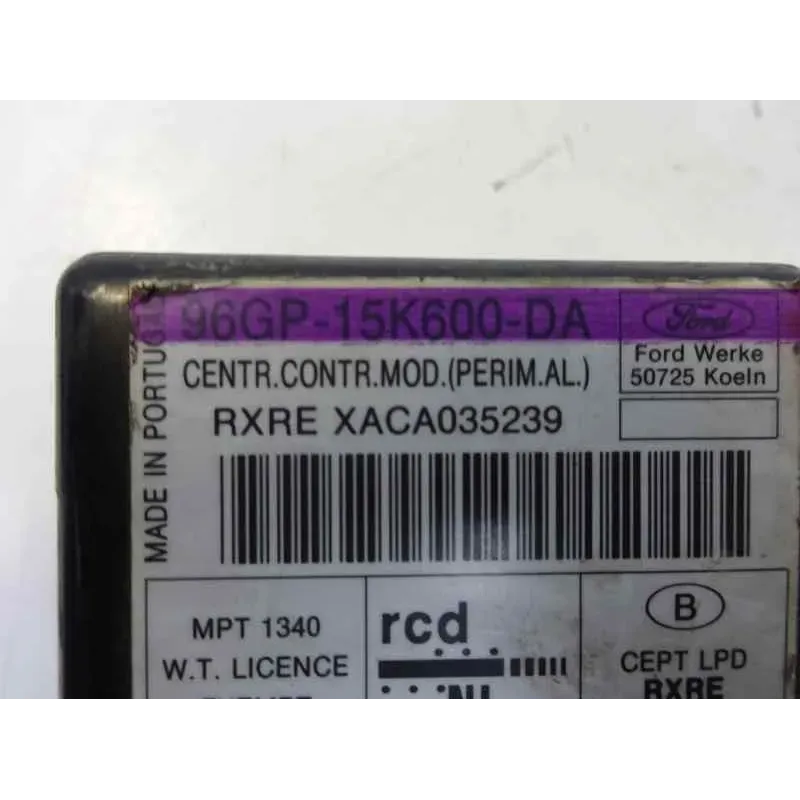 96GP-15K600-DA
Ford
Ford Werke
50725 Koeln
CENTR.CONTR.MOD.(PERIM.AL.)
RXRE XACA035239
MADE IN PORTUGAL
MPT 1340
W.T. LICENCE
rcd
B
CEPT LPD
RXRE